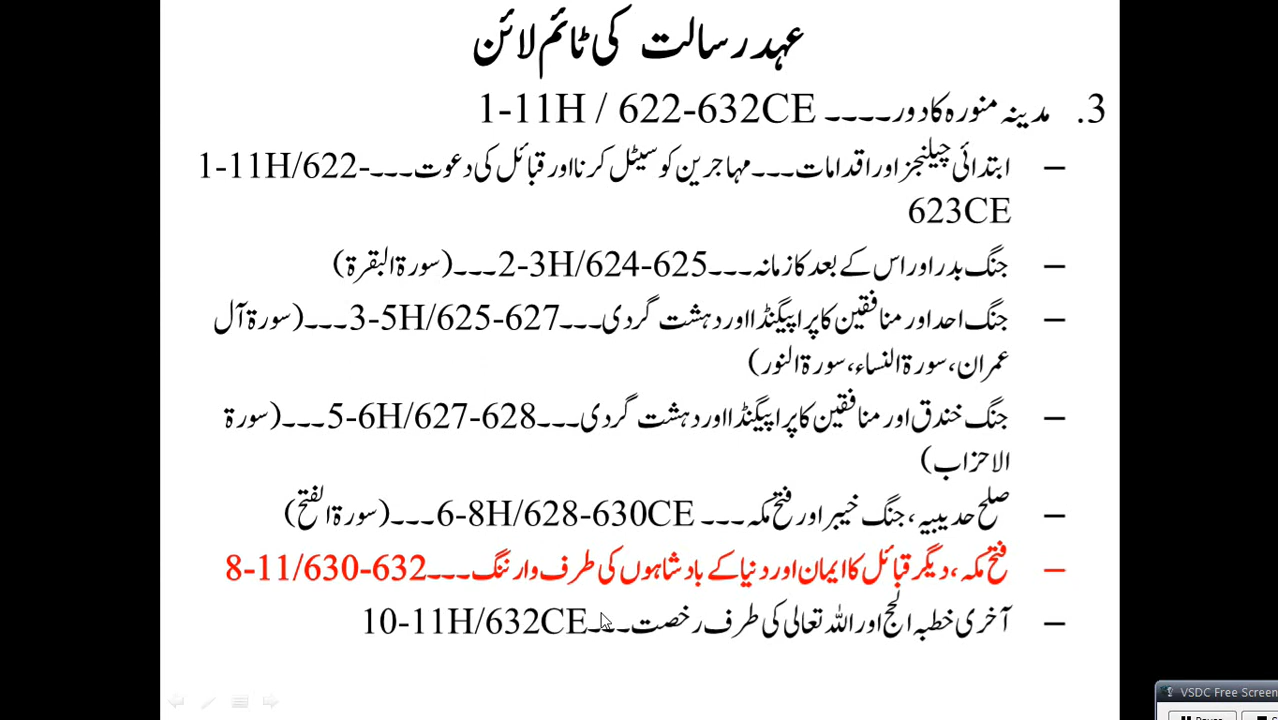 عہد رسالت کی ٹائم لائن
3. مدینہ منورہ کا دور ۔۔۔۔ 1-11H / 622-632CE
– ابتدائی چیلنجز اور اقدامات۔۔۔مہاجرین کو سیٹل کرنا اور قبائل کی دعوت۔۔۔1-11H/622-
623CE
– جنگ بدر اور اس کے بعد کا زمانہ۔۔۔2-3H/624-625۔۔۔(سورۃ البقرۃ)
– جنگ احد اور منافقین کا پراپیگنڈا اور دہشت گردی۔۔۔3-5H/625-627۔۔۔(سورۃ آل
عمران، سورۃ النساء، سورۃ النور)
– جنگ خندق اور منافقین کا پراپیگنڈا اور دہشت گردی۔۔۔5-6H/627-628۔۔۔(سورۃ
الاحزاب)
– صلح حدیبیہ، جنگ خیبر اور فتح مکہ۔۔۔ 6-8H/628-630CE۔۔۔(سورۃ الفتح)
– فتح مکہ، دیگر قبائل کا ایمان اور دنیا کے بادشاہوں کی طرف وارننگ۔۔۔8-11/630-632
– آخری خطبہ الحج اور اللہ تعالی کی طرف رخصت۔۔۔10-11H/632CE
VSDC Free Screen